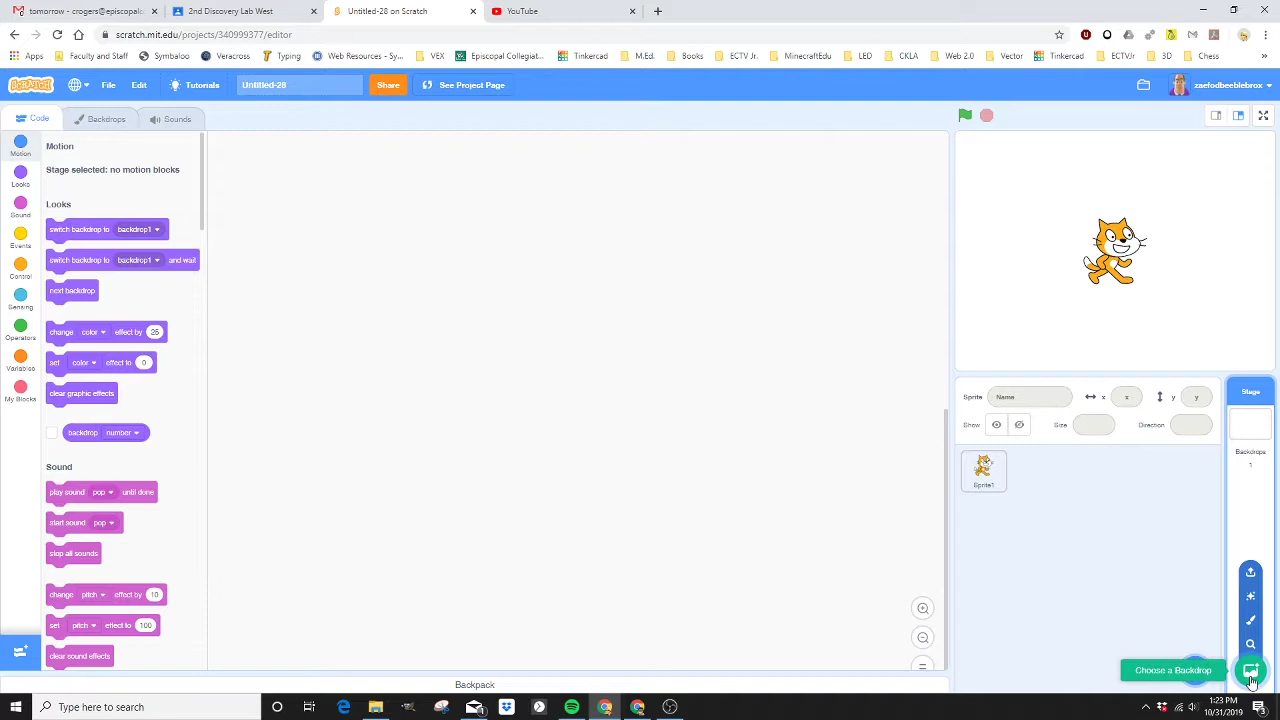 tomorrow - crogers@episcopal
2nd Discovery Lab West
Untitled-28 on Scratch
YouTube
scratch.mit.edu/projects/340999377/editor
Apps
Faculty and Staff
Symbaloo
Veracross
Typing
Web Resources - Sy...
VEX
Episcopal Collegiat...
Tinkercad
M.Ed.
Books
ECTV Jr.
MinecraftEdu
LED
CKLA
Web 2.0
Vector
ECTVJr.
3D
Chess
SCRATCH
File
Edit
Tutorials
Untitled-28
Share
See Project Page
zaefodbeeblebrox
Code
Backdrops
Sounds
Motion
Looks
Sound
Events
Control
Sensing
Operators
Variables
My Blocks
Motion
Stage selected: no motion blocks
Looks
switch backdrop to backdrop1
switch backdrop to backdrop1 and wait
next backdrop
change color effect by 25
set color effect to 0
clear graphic effects
backdrop number
Sound
play sound pop until done
start sound pop
stop all sounds
change pitch effect by 10
set pitch effect to 100
clear sound effects
Sprite Name x x y y
Show Size Direction
Sprite1
Stage
Backdrops
1
Choose a Backdrop
Backpack
Type here to search
1:23 PM
10/31/2019